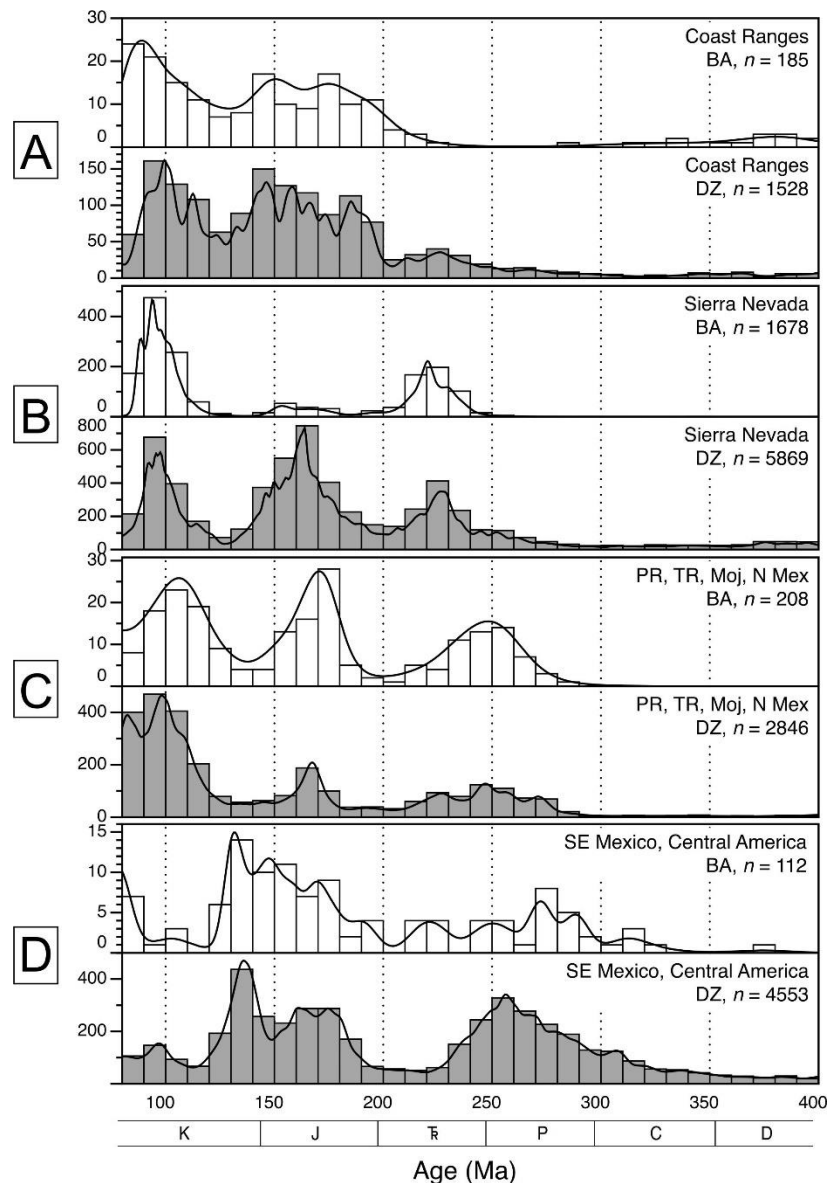 A
30
20
10
0
Coast Ranges
BA, n = 185
150
100
50
0
Coast Ranges
DZ, n = 1528
B
400
200
0
Sierra Nevada
BA, n = 1678
800
600
400
200
0
Sierra Nevada
DZ, n = 5869
C
30
20
10
0
PR, TR, Moj, N Mex
BA, n = 208
400
200
0
PR, TR, Moj, N Mex
DZ, n = 2846
D
15
10
5
0
SE Mexico, Central America
BA, n = 112
400
200
SE Mexico, Central America
DZ, n = 4553
100 150 200 250 300 350 400
K J TR P C D
Age (Ma)